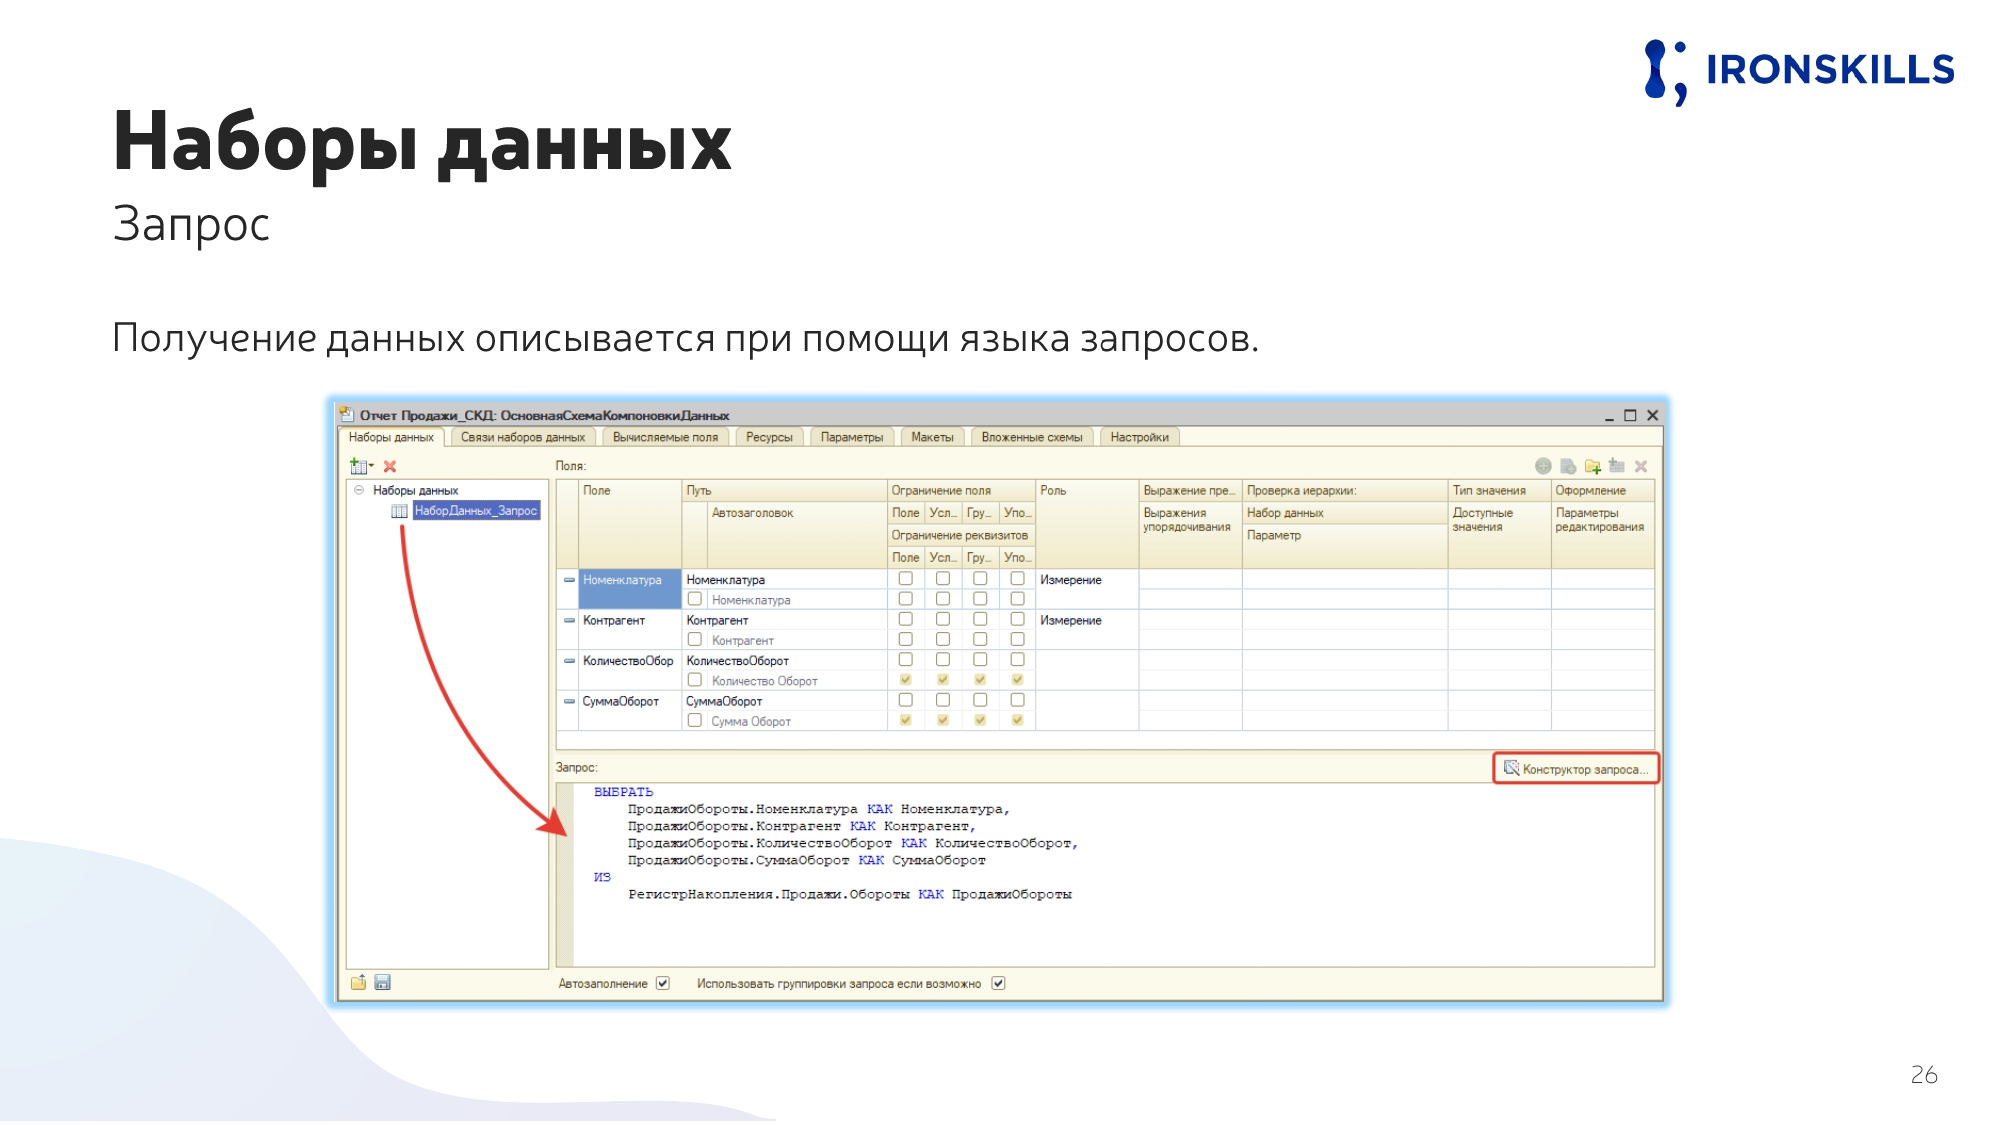 IRONSKILLS
Наборы данных
Запрос
Получение данных описывается при помощи языка запросов.
Отчет Продажи_СКД: ОсновнаяСхемаКомпоновкиДанных
Наборы данных Связи наборов данных Вычисляемые поля Ресурсы Параметры Макеты Вложенные схемы Настройки
Поля:
Наборы данных
НаборДанных_Запрос
Поле Путь Ограничение поля Роль Выражение пре... Проверка иерархии: Тип значения Оформление
Автозаголовок Поле Усл... Гру... Упо... Выражения упорядочивания Набор данных Доступные значения Параметры редактирования
Ограничение реквизитов Параметр
Поле Усл... Гру... Упо...
Номенклатура Номенклатура Измерение
Номенклатура
Контрагент Контрагент Измерение
Контрагент
КоличествоОбор КоличествоОборот
Количество Оборот
СуммаОборот СуммаОборот
Сумма Оборот
Запрос: Конструктор запроса...
ВЫБРАТЬ
ПродажиОбороты.Номенклатура КАК Номенклатура,
ПродажиОбороты.Контрагент КАК Контрагент,
ПродажиОбороты.КоличествоОборот КАК КоличествоОборот,
ПродажиОбороты.СуммаОборот КАК СуммаОборот
ИЗ
РегистрНакопления.Продажи.Обороты КАК ПродажиОбороты
Автозаполнение Использовать группировки запроса если возможно
26